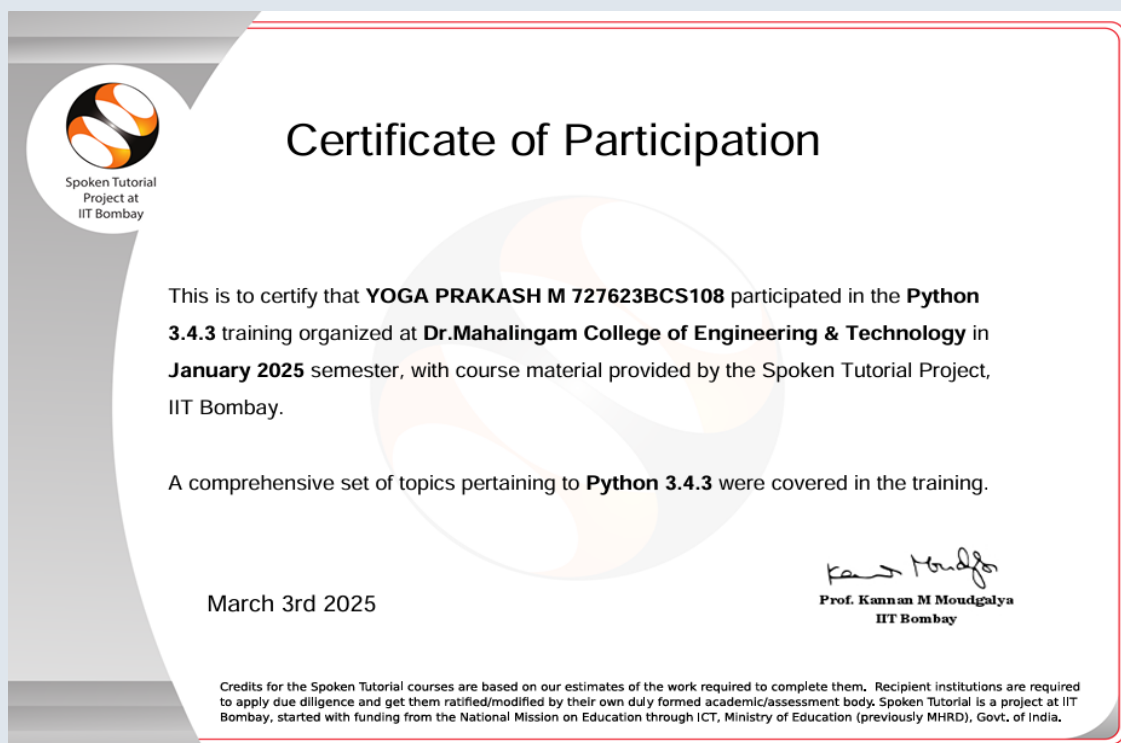 Spoken Tutorial
Project at
IIT Bombay
Certificate of Participation
This is to certify that YOGA PRAKASH M 727623BCS108 participated in the Python
3.4.3 training organized at Dr.Mahalingam College of Engineering & Technology in
January 2025 semester, with course material provided by the Spoken Tutorial Project,
IIT Bombay.
A comprehensive set of topics pertaining to Python 3.4.3 were covered in the training.
March 3rd 2025
Prof. Kannan M Moudgalya
IIT Bombay
Credits for the Spoken Tutorial courses are based on our estimates of the work required to complete them. Recipient institutions are required
to apply due diligence and get them ratified/modified by their own duly formed academic/assessment body. Spoken Tutorial is a project at IIT
Bombay, started with funding from the National Mission on Education through ICT, Ministry of Education (previously MHRD), Govt. of India.